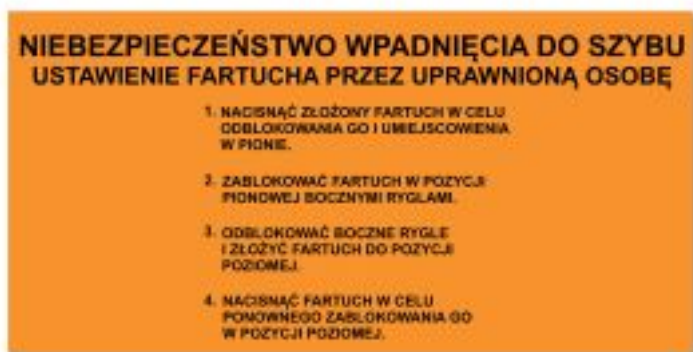 NIEBEZPIECZEŃSTWO WPADNIĘCIA DO SZYBU
USTAWIENIE FARTUCHA PRZEZ UPRAWNIONĄ OSOBĘ
1. NACISNĄĆ ZŁOŻONY FARTUCH W CELU
ODBLOKOWANIA GO I UMIEJSCOWIENIA
W PIONIE.
2. ZABLOKOWAĆ FARTUCH W POZYCJI
PIONOWEJ BOCZNYMI RYGLAMI.
3. ODBLOKOWAĆ BOCZNE RYGLE
I ZŁOŻYĆ FARTUCH DO POZYCJI
POZIOMEJ.
4. NACISNĄĆ FARTUCH W CELU
PONOWNEGO ZABLOKOWANIA GO
W POZYCJI POZIOMEJ.